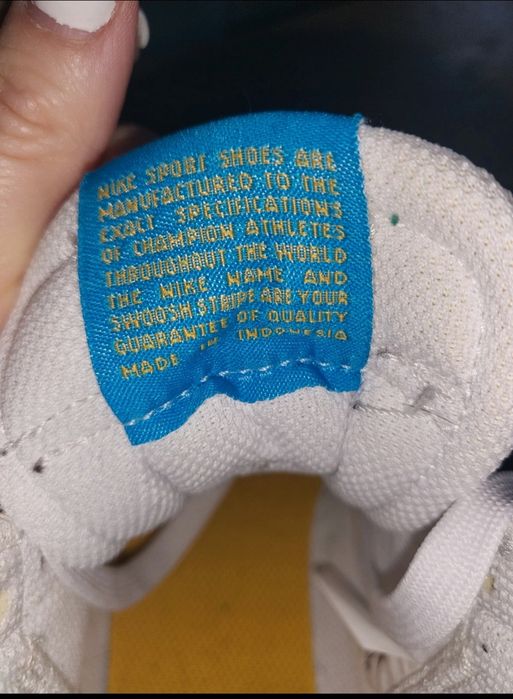 NIKE SPORT SHOES ARE
MANUFACTURED TO THE
EXACT SPECIFICATIONS
OF CHAMPION ATHLETES
THROUGHOUT THE WORLD
THE NIKE NAME AND
SWOOSH STRIPE ARE YOUR
GUARANTEE OF QUALITY
MADE IN INDONESIA